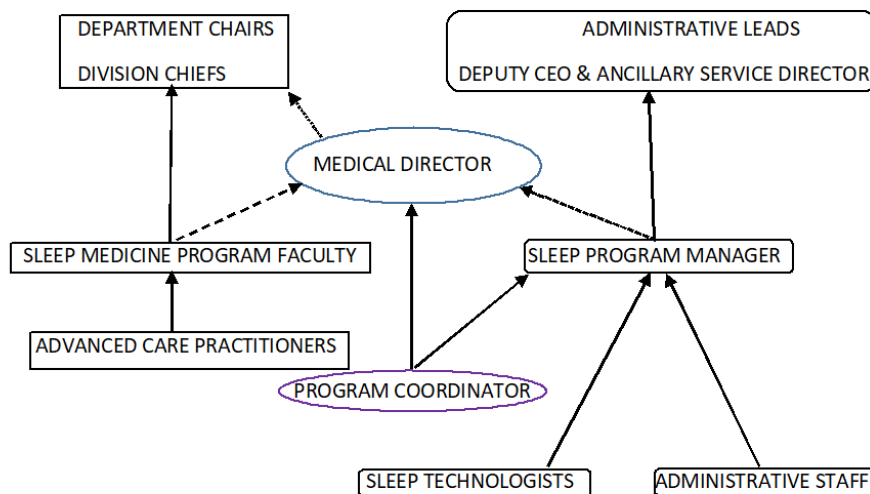 DEPARTMENT CHAIRS
DIVISION CHIEFS
ADMINISTRATIVE LEADS
DEPUTY CEO & ANCILLARY SERVICE DIRECTOR
MEDICAL DIRECTOR
SLEEP MEDICINE PROGRAM FACULTY
SLEEP PROGRAM MANAGER
ADVANCED CARE PRACTITIONERS
PROGRAM COORDINATOR
SLEEP TECHNOLOGISTS
ADMINISTRATIVE STAFF